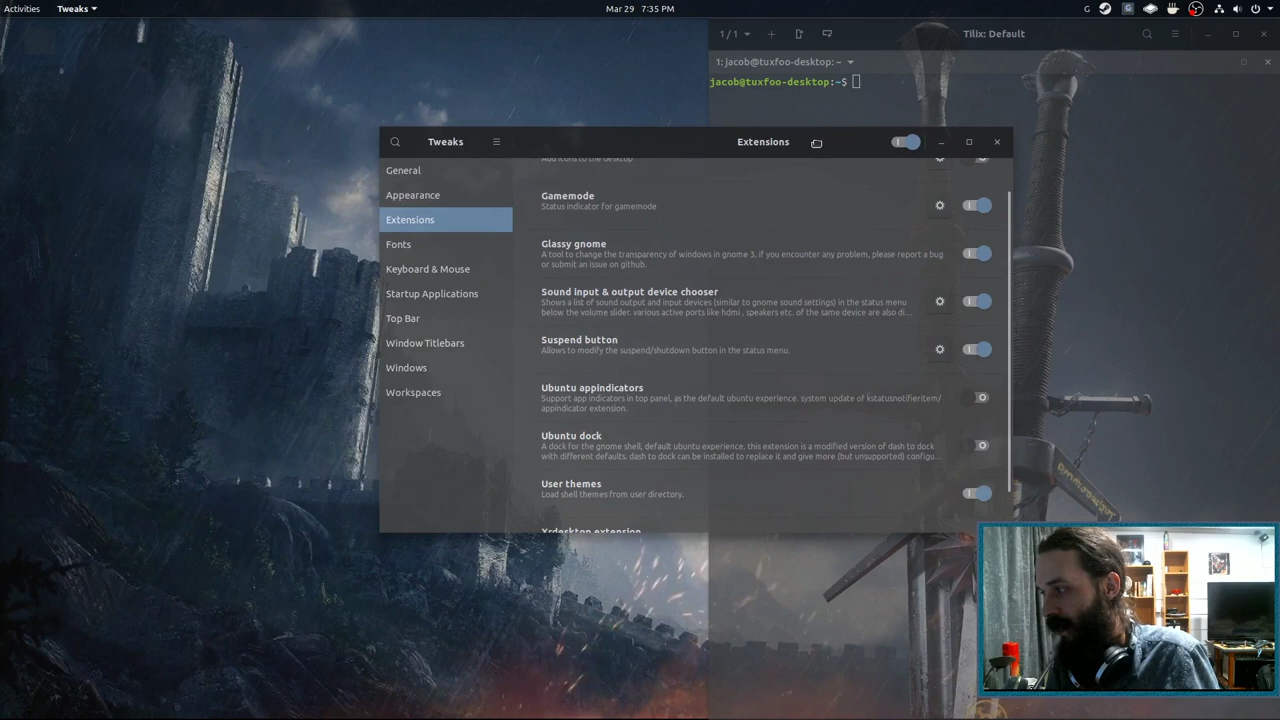 Activities
Tweaks
Mar 29 7:35 PM
G
G
1 / 1
Tilix: Default
1: jacob@tuxfoo-desktop: ~
jacob@tuxfoo-desktop:~$
Tweaks
Extensions
General
Appearance
Extensions
Fonts
Keyboard & Mouse
Startup Applications
Top Bar
Window Titlebars
Windows
Workspaces
Add icons to the desktop
Gamemode
Status indicator for gamemode
Glassy gnome
A tool to change the transparency of windows in gnome 3. if you encounter any problem, please report a bug
or submit an issue on github.
Sound input & output device chooser
Shows a list of sound output and input devices (similar to gnome sound settings) in the status menu
below the volume slider. various active ports like hdmi , speakers etc. of the same device are also di...
Suspend button
Allows to modify the suspend/shutdown button in the status menu.
Ubuntu appindicators
Support app indicators in top panel, as the default ubuntu experience. system update of kstatusnotifieritem/
appindicator extension.
Ubuntu dock
A dock for the gnome shell, default ubuntu experience. this extension is a modified version of dash to dock
with different defaults. dash to dock can be installed to replace it and give more (but unsupported) configu...
User themes
Load shell themes from user directory.
Xrdesktop extension